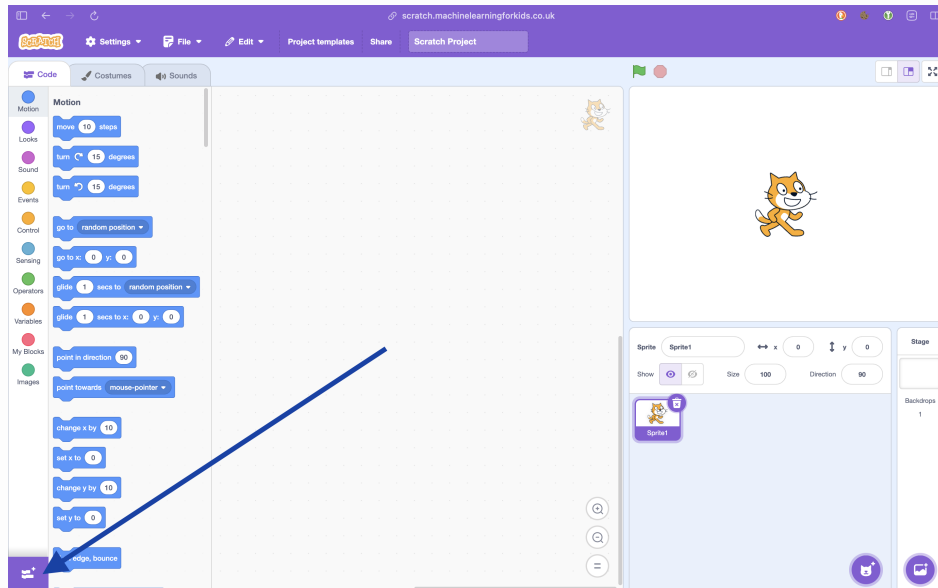 scratch.machinelearningforkids.co.uk
SCRATCH Settings File Edit Project templates Share Scratch Project
Code Costumes Sounds
Motion
Looks
Sound
Events
Control
Sensing
Operators
Variables
My Blocks
Images
Motion
move 10 steps
turn 15 degrees
turn 15 degrees
go to random position
go to x: 0 y: 0
glide 1 secs to random position
glide 1 secs to x: 0 y: 0
point in direction 90
point towards mouse-pointer
change x by 10
set x to 0
change y by 10
set y to 0
edge, bounce
Sprite Sprite1 x 0 y 0
Show Size 100 Direction 90
Sprite1
Stage
Backdrops
1